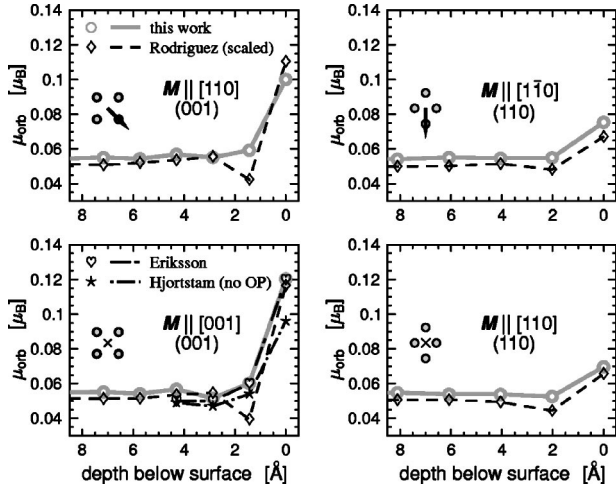 0.14
0.12
0.1
0.08
0.06
0.04
μorb [μB]
this work
Rodriguez (scaled)
M || [110]
(001)
8 6 4 2 0
0.14
0.12
0.1
0.08
0.06
0.04
μorb [μB]
M || [11̄0]
(110)
8 6 4 2 0
0.14
0.12
0.1
0.08
0.06
0.04
μorb [μB]
Eriksson
Hjortstam (no OP)
M || [001]
(001)
8 6 4 2 0
depth below surface [Å]
0.14
0.12
0.1
0.08
0.06
0.04
μorb [μB]
M || [110]
(110)
8 6 4 2 0
depth below surface [Å]